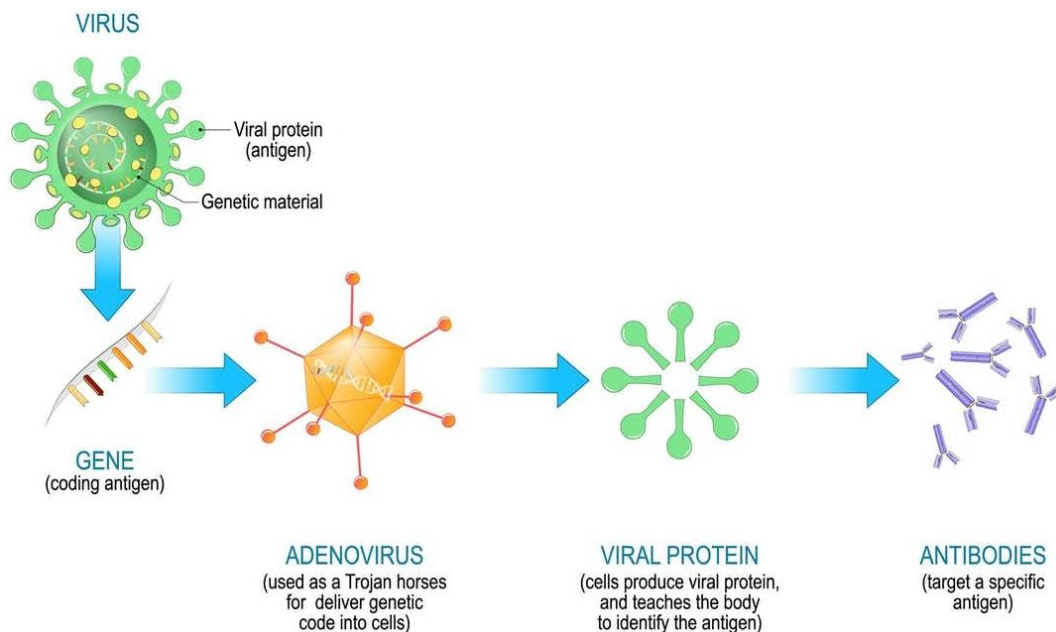 VIRUS
Viral protein
(antigen)
Genetic material
GENE
(coding antigen)
ADENOVIRUS
(used as a Trojan horses
for deliver genetic
code into cells)
VIRAL PROTEIN
(cells produce viral protein,
and teaches the body
to identify the antigen)
ANTIBODIES
(target a specific
antigen)